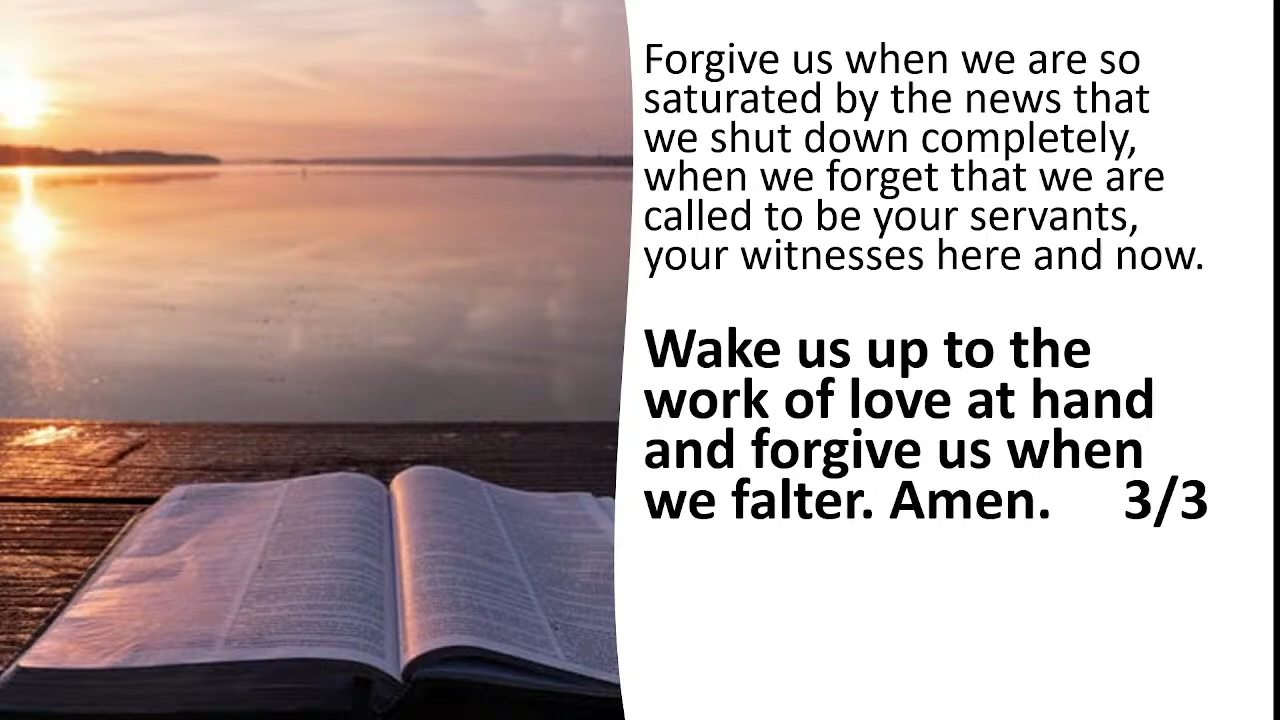 Forgive us when we are so
saturated by the news that
we shut down completely,
when we forget that we are
called to be your servants,
your witnesses here and now.
Wake us up to the
work of love at hand
and forgive us when
we falter. Amen. 3/3